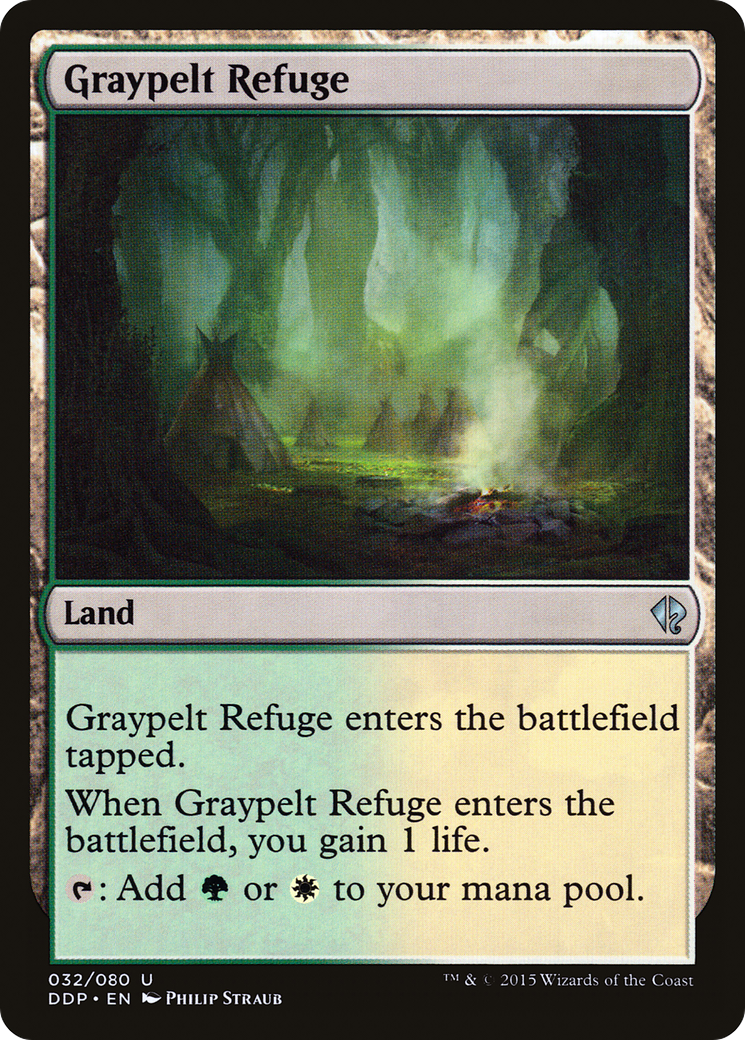 Graypelt Refuge
Land
Graypelt Refuge enters the battlefield
tapped.
When Graypelt Refuge enters the
battlefield, you gain 1 life.
: Add or to your mana pool.
032/080 U
DDP • EN Philip Straub
™ & © 2015 Wizards of the Coast